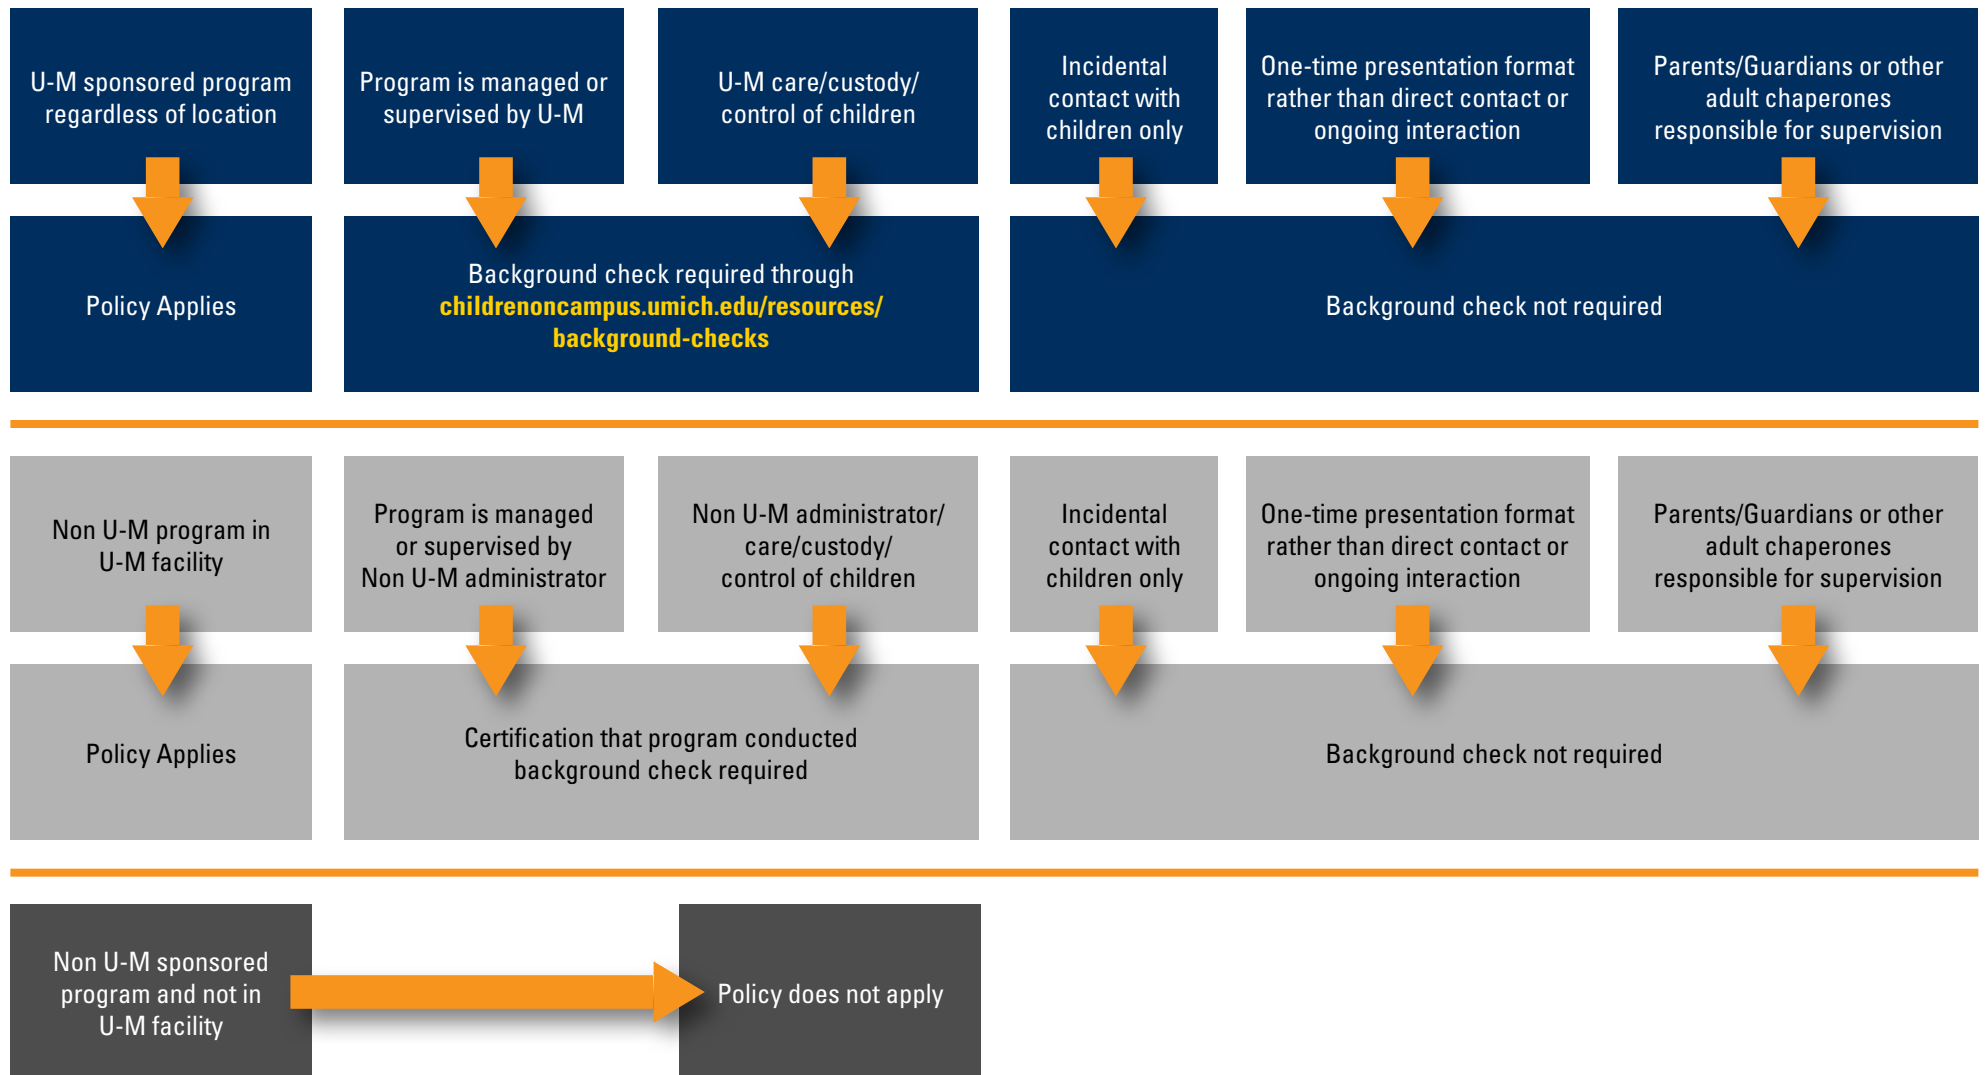 U-M sponsored program
regardless of location
Program is managed or
supervised by U-M
U-M care/custody/
control of children
Incidental
contact with
children only
One-time presentation format
rather than direct contact or
ongoing interaction
Parents/Guardians or other
adult chaperones
responsible for supervision
Policy Applies
Background check required through
childrenoncampus.umich.edu/resources/
background-checks
Background check not required
Non U-M program in
U-M facility
Program is managed
or supervised by
Non U-M administrator
Non U-M administrator/
care/custody/
control of children
Incidental
contact with
children only
One-time presentation format
rather than direct contact or
ongoing interaction
Parents/Guardians or other
adult chaperones
responsible for supervision
Policy Applies
Certification that program conducted
background check required
Background check not required
Non U-M sponsored
program and not in
U-M facility
Policy does not apply